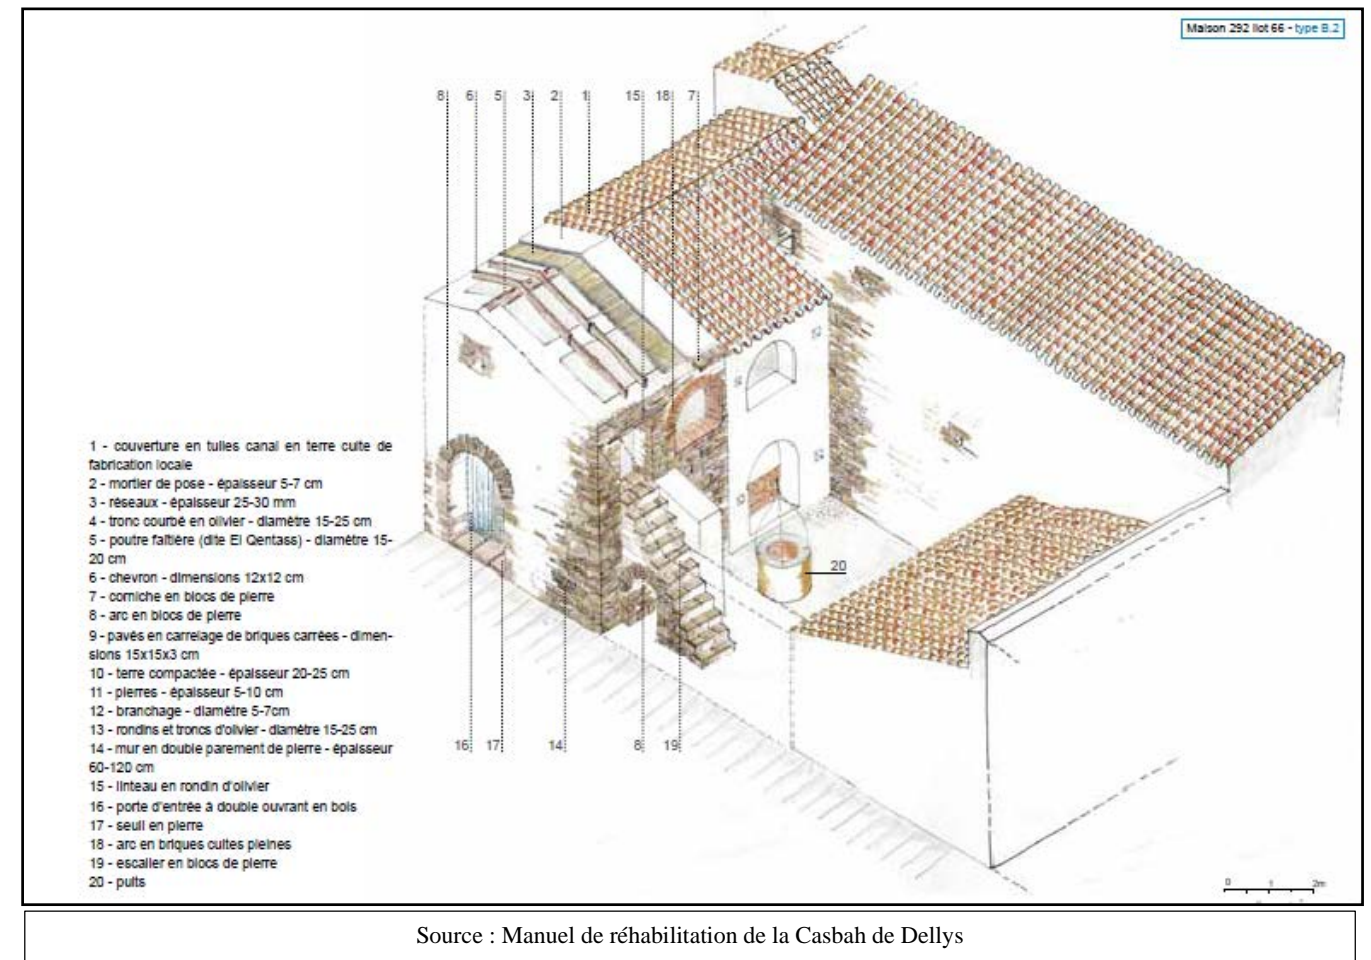 Maison 292 îlot 66 - type B.2
8 6 5 3 2 1 15 18 7
20
1 - couverture en tuiles canal en terre cuite de
fabrication locale
2 - mortier de pose - épaisseur 5-7 cm
3 - réseaux - épaisseur 25-30 mm
4 - tronc courbé en olivier - diamètre 15-25 cm
5 - poutre faîtière (dite El Qentass) - diamètre 15-
20 cm
6 - chevron - dimensions 12x12 cm
7 - corniche en blocs de pierre
8 - arc en blocs de pierre
9 - pavés en carrelage de briques carrées - dimen-
sions 15x15x3 cm
10 - terre compactée - épaisseur 20-25 cm
11 - pierres - épaisseur 5-10 cm
12 - branchage - diamètre 5-7cm
13 - rondins et troncs d'olivier - diamètre 15-25 cm
14 - mur en double parement de pierre - épaisseur
60-120 cm
15 - linteau en rondin d'olivier
16 - porte d'entrée à double ouvrant en bois
17 - seuil en pierre
18 - arc en briques cuites pleines
19 - escalier en blocs de pierre
20 - puits
16 17 14 8 19
0 1 2m
Source : Manuel de réhabilitation de la Casbah de Dellys